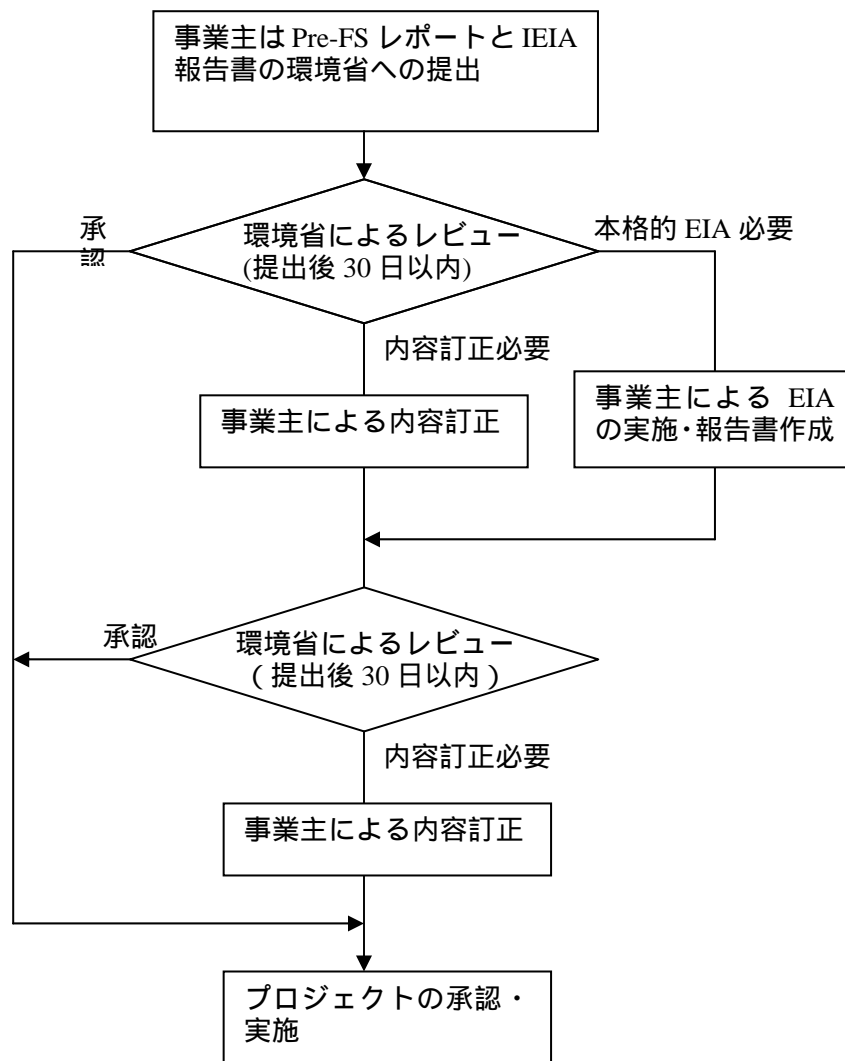 事業主は Pre-FS レポートと IEIA
報告書の環境省への提出
承
認
環境省によるレビュー
(提出後 30 日以内)
本格的 EIA 必要
内容訂正必要
事業主による内容訂正
事業主による EIA
の実施・報告書作成
承認
環境省によるレビュー
(提出後 30 日以内)
内容訂正必要
事業主による内容訂正
プロジェクトの承認・
実施